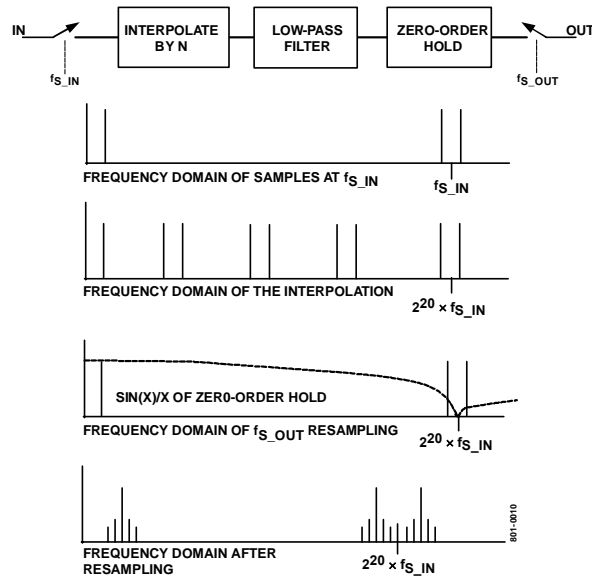 IN
INTERPOLATE
BY N
LOW-PASS
FILTER
ZERO-ORDER
HOLD
OUT
fS_IN
fS_OUT
FREQUENCY DOMAIN OF SAMPLES AT fS_IN
fS_IN
FREQUENCY DOMAIN OF THE INTERPOLATION
2^20 × fS_IN
SIN(X)/X OF ZER0-ORDER HOLD
FREQUENCY DOMAIN OF fS_OUT RESAMPLING
2^20 × fS_IN
FREQUENCY DOMAIN AFTER
RESAMPLING
2^20 × fS_IN
801-0010